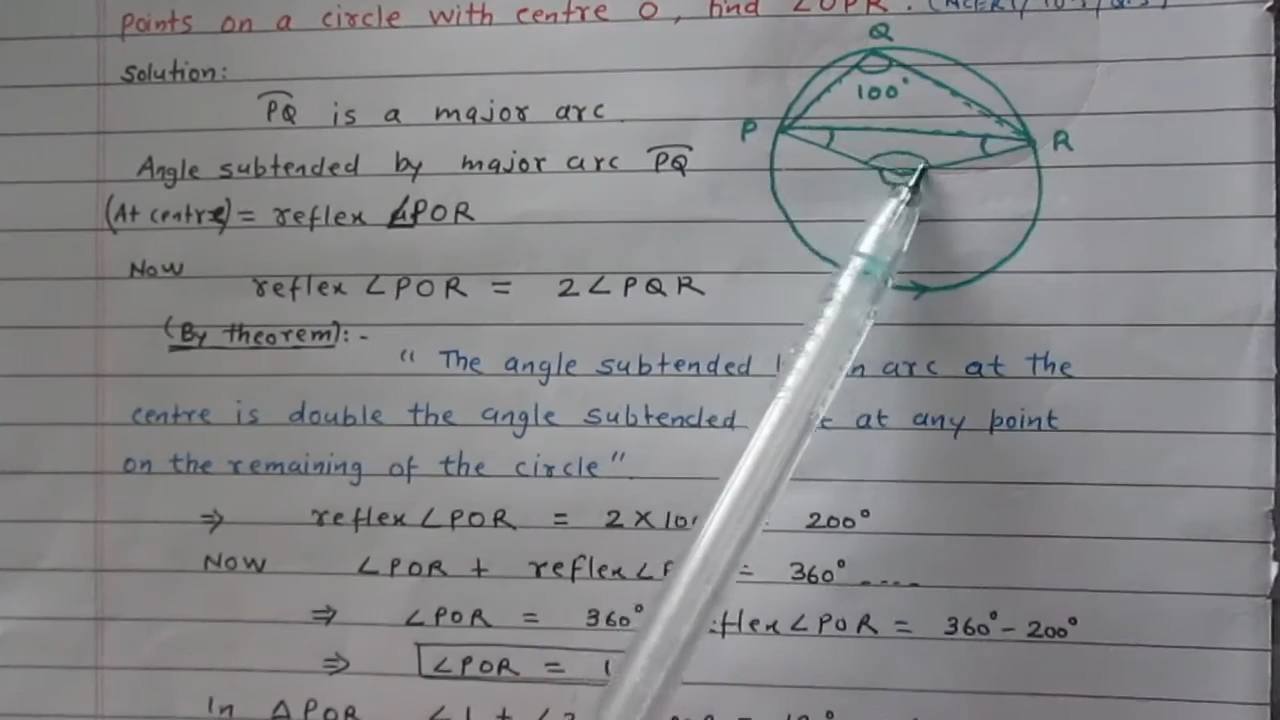 points on a circle with centre O, find ∠OPR.
Solution:
PQ is a major arc.
Angle subtended by major arc PQ
(At centre) = reflex ∠POR
Now
reflex ∠POR = 2∠PQR
(By theorem):-
"The angle subtended arc at the
centre is double the angle subtended at any point
on the remaining of the circle"
⇒ reflex ∠POR = 2×10 200°
Now ∠POR + reflex∠P = 360° ....
⇒ ∠POR = 360° flex∠POR = 360°-200°
⇒ ∠POR = 1
In ΔPOR
Q
100°
P
R